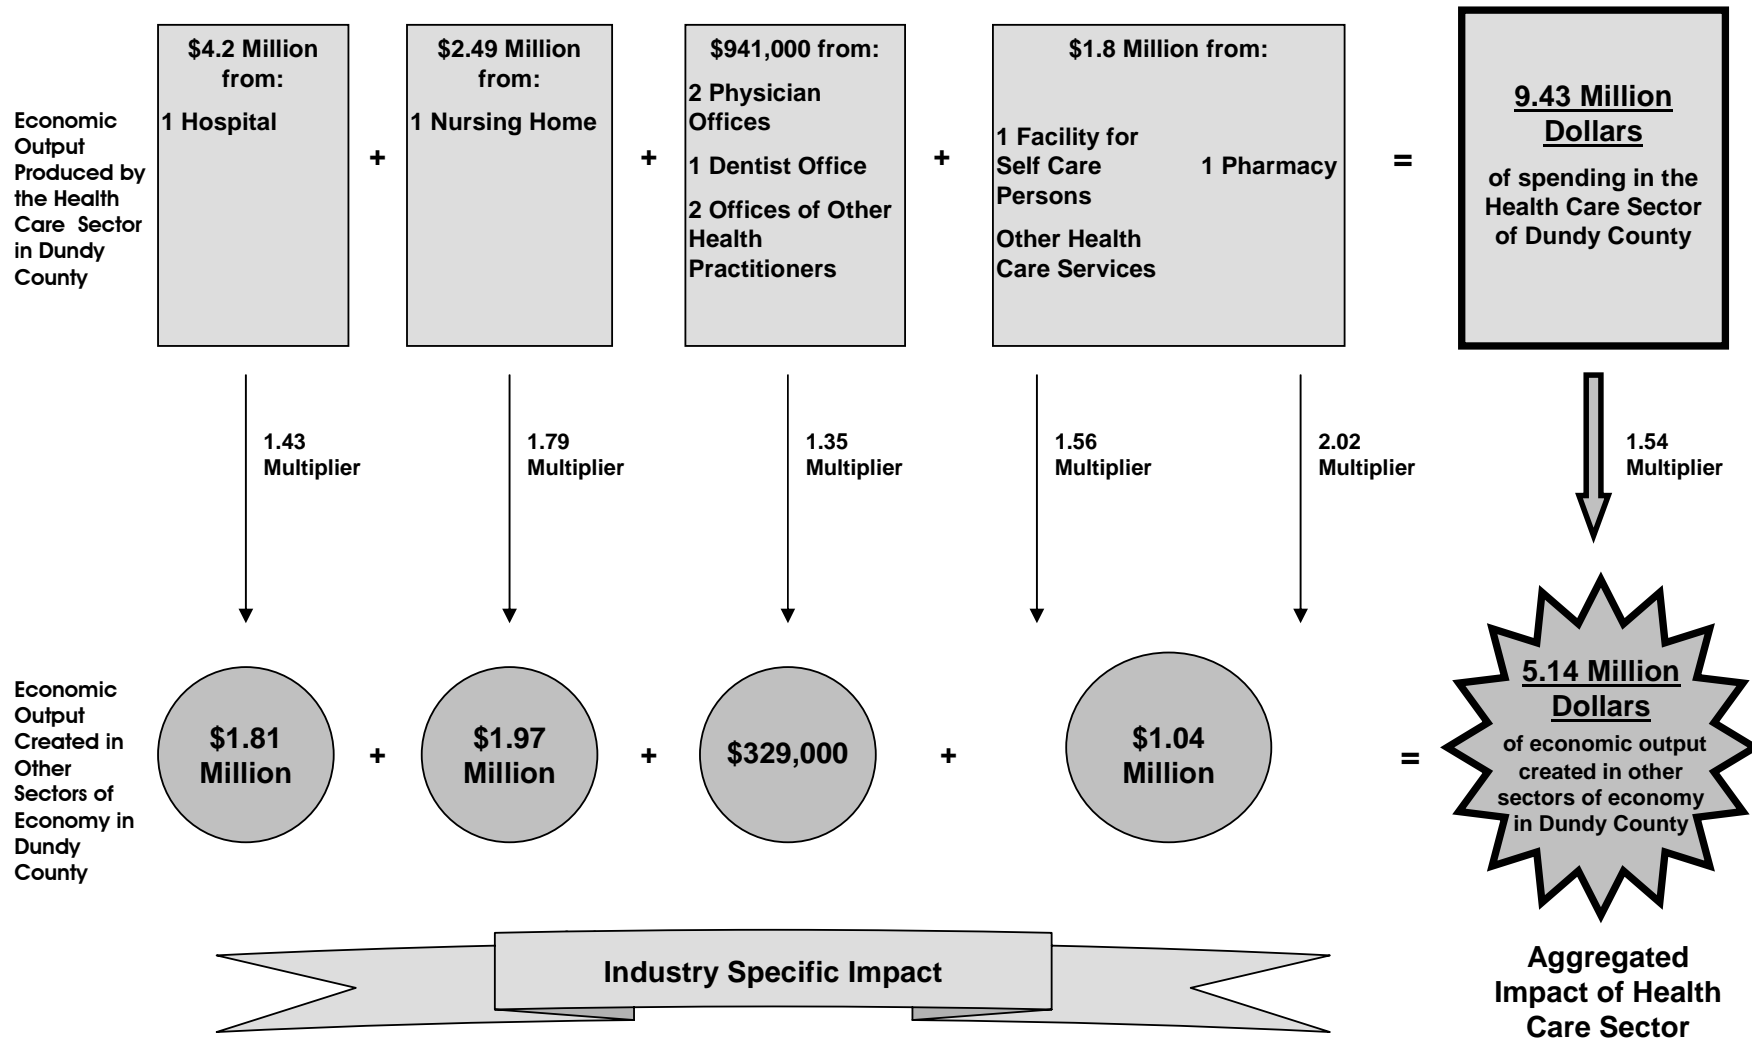 Economic
Output
Produced by
the Health
Care Sector
in Dundy
County
$4.2 Million
from:
1 Hospital
+
$2.49 Million
from:
1 Nursing Home
+
$941,000 from:
2 Physician
Offices
1 Dentist Office
2 Offices of Other
Health
Practitioners
+
$1.8 Million from:
1 Facility for
Self Care
Persons
Other Health
Care Services
1 Pharmacy
=
9.43 Million
Dollars
of spending in the
Health Care Sector
of Dundy County
1.43
Multiplier
1.79
Multiplier
1.35
Multiplier
1.56
Multiplier
2.02
Multiplier
1.54
Multiplier
Economic
Output
Created in
Other
Sectors of
Economy in
Dundy
County
$1.81
Million
+
$1.97
Million
+
$329,000
+
$1.04
Million
=
5.14 Million
Dollars
of economic output
created in other
sectors of economy
in Dundy County
Industry Specific Impact
Aggregated
Impact of Health
Care Sector